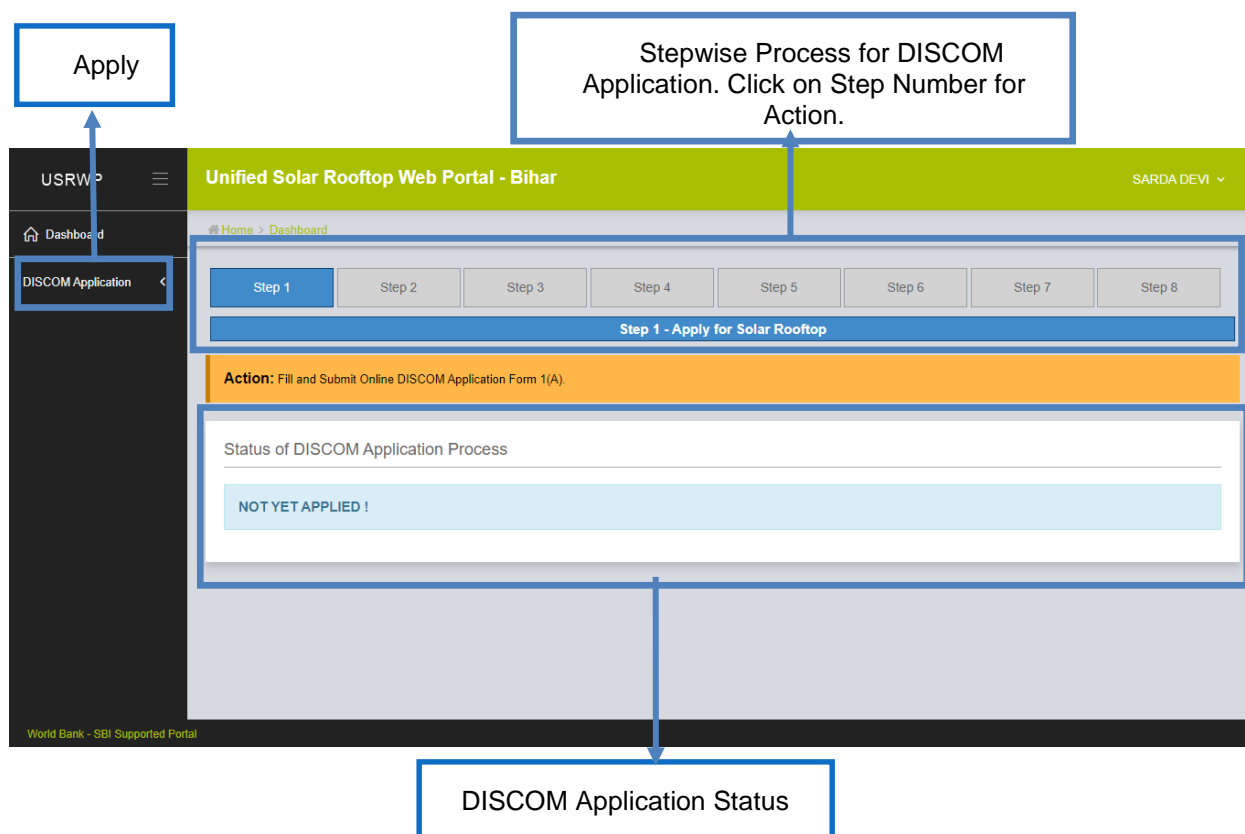 Apply
Stepwise Process for DISCOM
Application. Click on Step Number for
Action.
USRWP
Unified Solar Rooftop Web Portal - Bihar
SARDA DEVI
Dashboard
Home > Dashboard
DISCOM Application
Step 1
Step 2
Step 3
Step 4
Step 5
Step 6
Step 7
Step 8
Step 1 - Apply for Solar Rooftop
Action: Fill and Submit Online DISCOM Application Form 1(A).
Status of DISCOM Application Process
NOT YET APPLIED !
World Bank - SBI Supported Portal
DISCOM Application Status